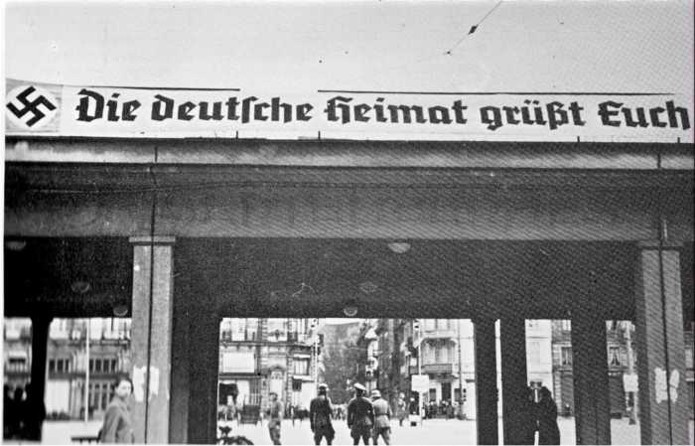 Die deutsche Heimat grüßt Euch